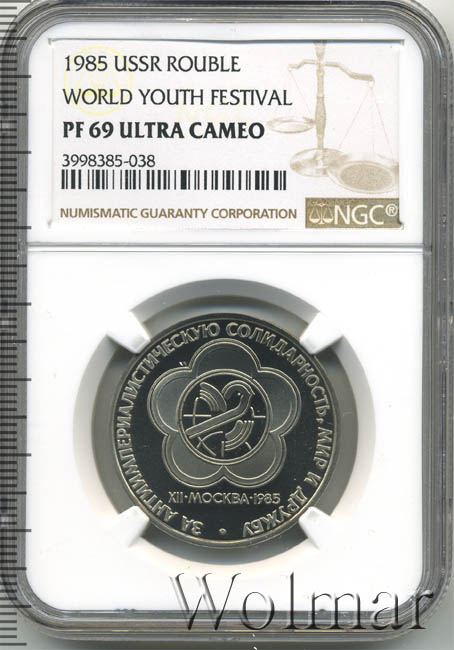 1985 USSR ROUBLE
WORLD YOUTH FESTIVAL
PF 69 ULTRA CAMEO
3998385-038
NUMISMATIC GUARANTY CORPORATION
NGC®
ЗА АНТИИМПЕРИАЛИСТИЧЕСКУЮ СОЛИДАРНОСТЬ, МИР И ДРУЖБУ
XII·МОСКВА·1985
Wolmar